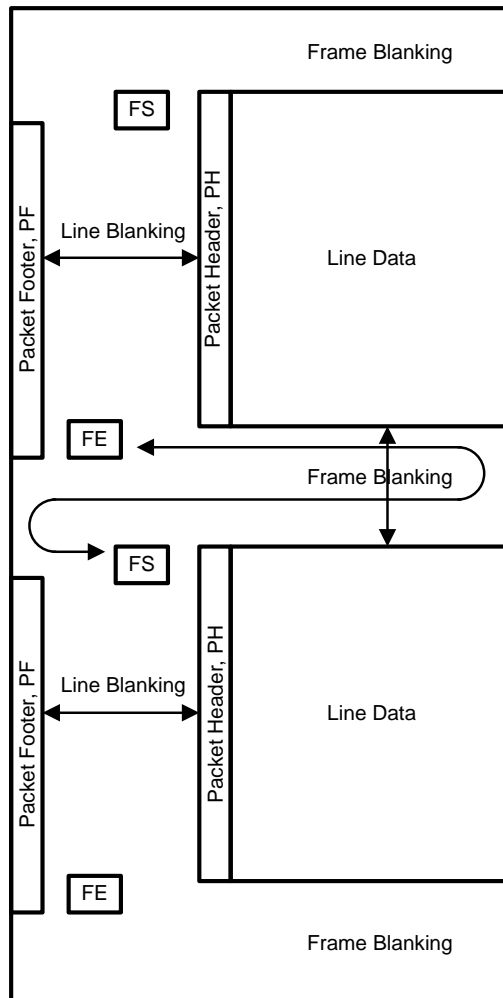 Frame Blanking
FS
Packet Footer, PF
Line Blanking
Packet Header, PH
Line Data
FE
Frame Blanking
FS
Packet Footer, PF
Line Blanking
Packet Header, PH
Line Data
FE
Frame Blanking